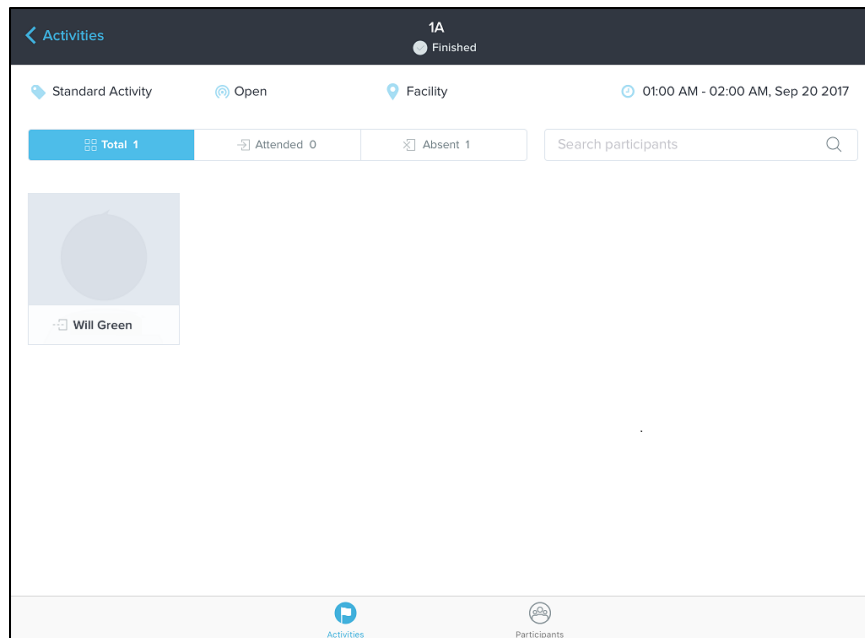 Activities
1A
Finished
Standard Activity
Open
Facility
01:00 AM - 02:00 AM, Sep 20 2017
Total 1
Attended 0
Absent 1
Search participants
Will Green
Activities
Participants